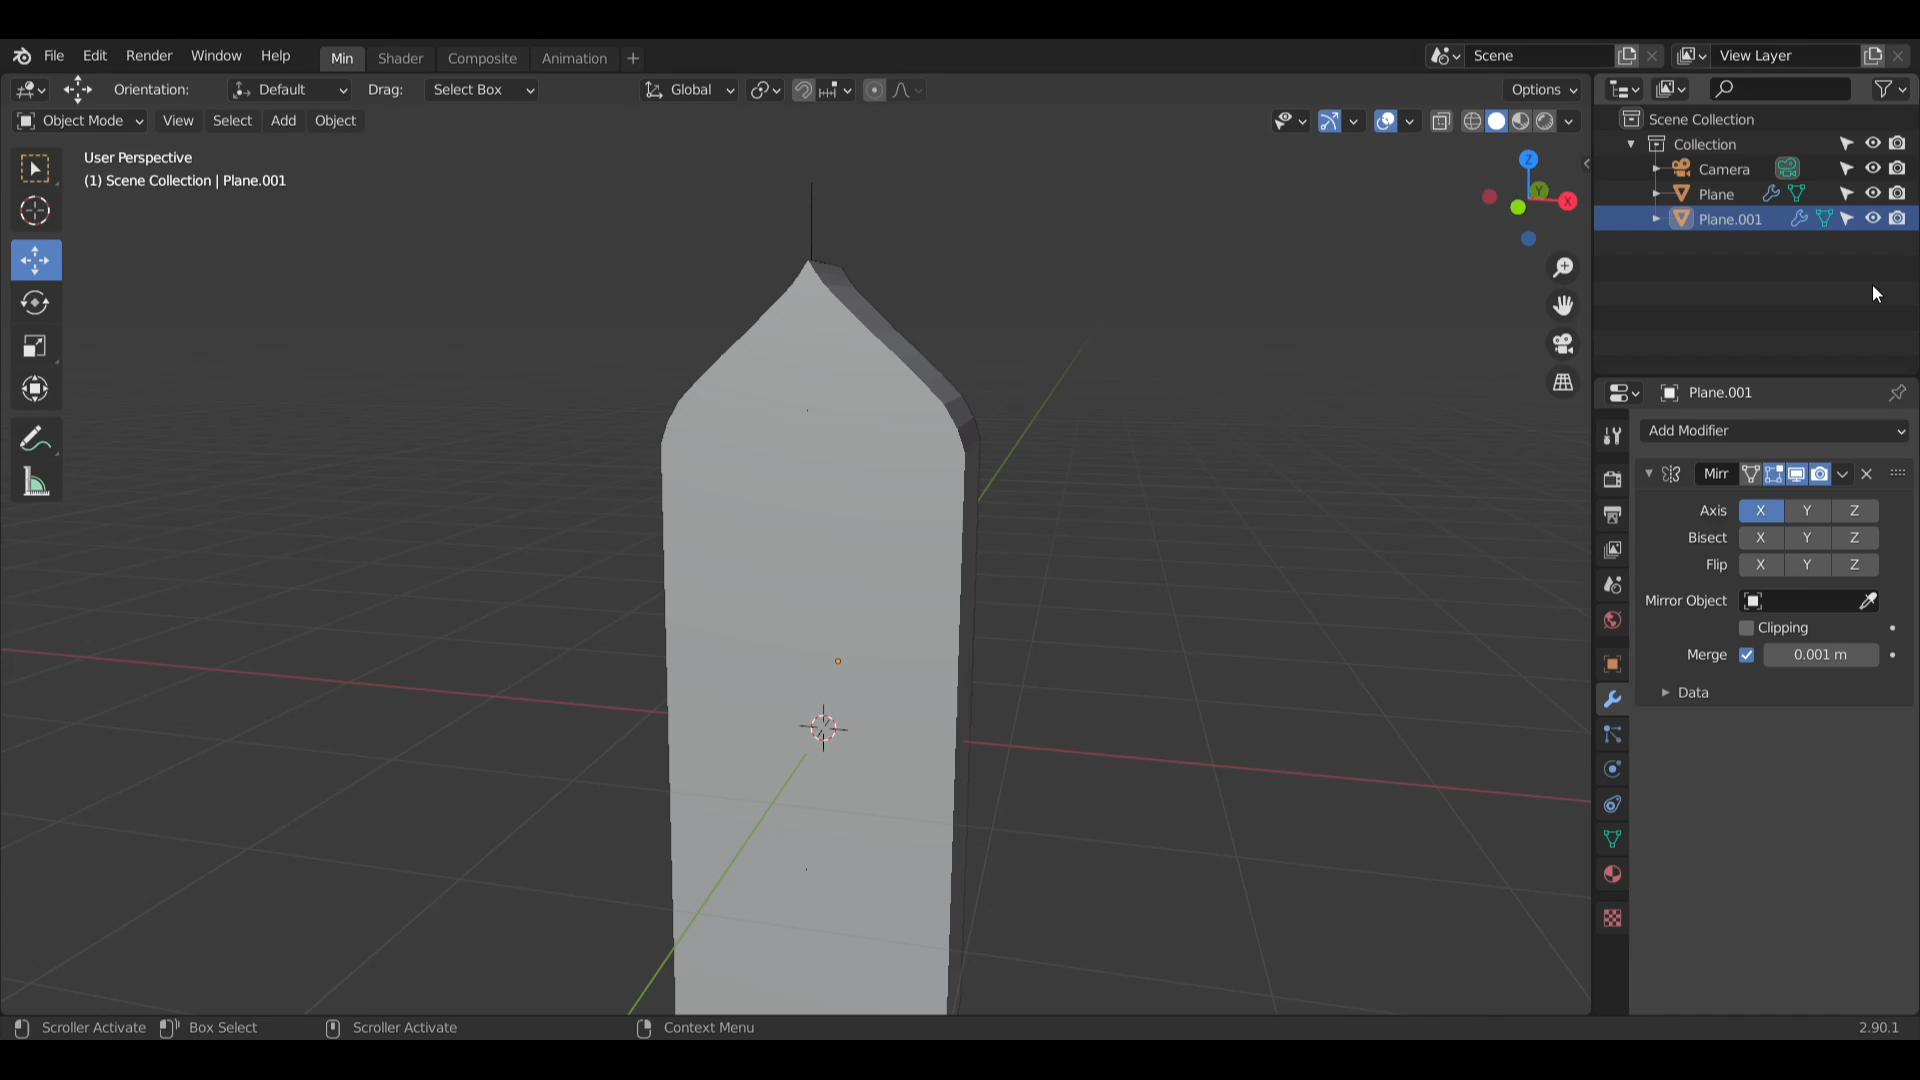 File Edit Render Window Help Min Shader Composite Animation + Scene View Layer
Orientation: Default Drag: Select Box Global Options
Object Mode View Select Add Object
User Perspective
(1) Scene Collection | Plane.001
Z
Y
X
Scene Collection
Collection
Camera
Plane
Plane.001
Plane.001
Add Modifier
Mirr
Axis X Y Z
Bisect X Y Z
Flip X Y Z
Mirror Object
Clipping
Merge 0.001 m
Data
Scroller Activate Box Select Scroller Activate Context Menu 2.90.1